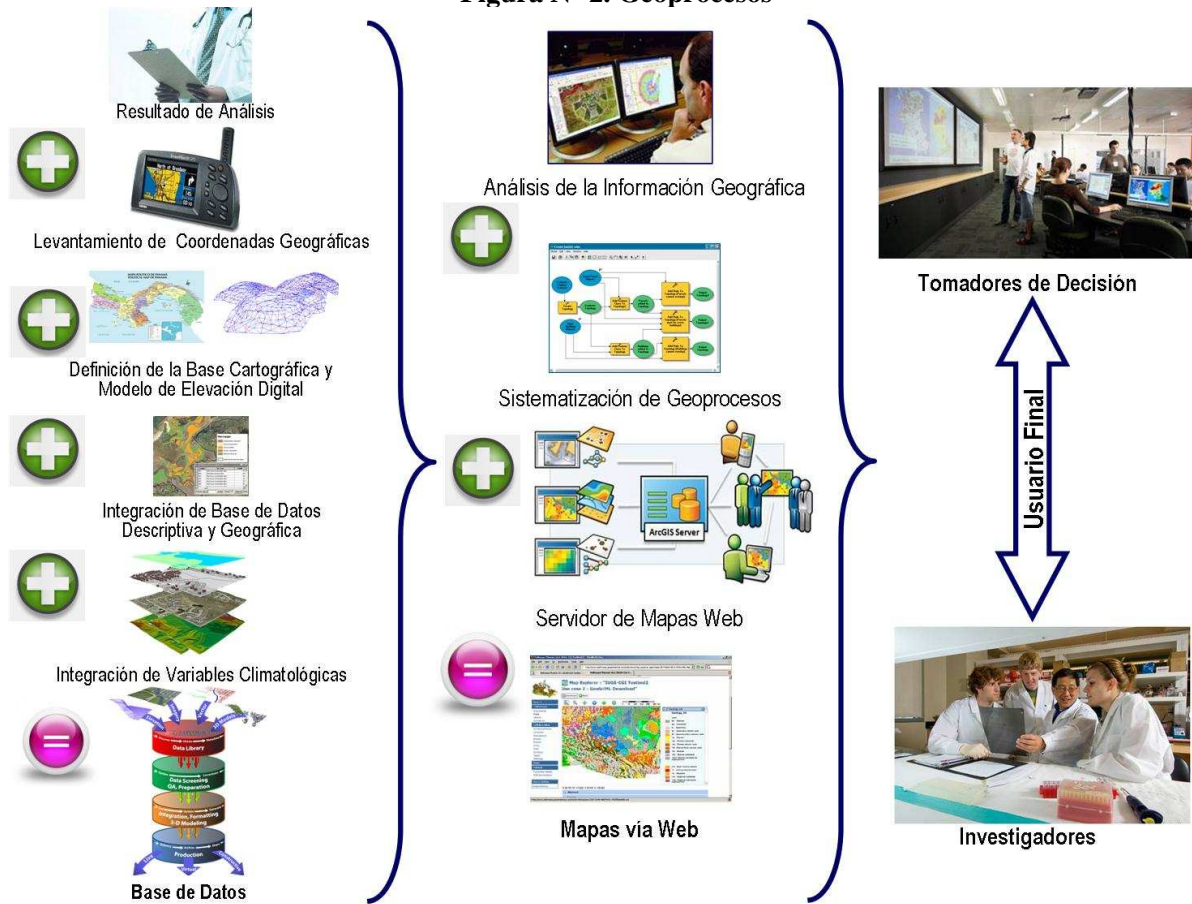 Figura N° 2: Geoprocesos
Resultado de Análisis
Levantamiento de Coordenadas Geográficas
Definición de la Base Cartográfica y
Modelo de Elevación Digital
Integración de Base de Datos
Descriptiva y Geográfica
Integración de Variables Climatológicas
=
Data Library
Data Screening
QA, Preparation
Integration, Formatting
3-D Modeling
Production
Base de Datos
Análisis de la Información Geográfica
Sistematización de Geoprocesos
ArcGIS Server
Servidor de Mapas Web
=
Mapas vía Web
Tomadores de Decisión
Usuario Final
Investigadores